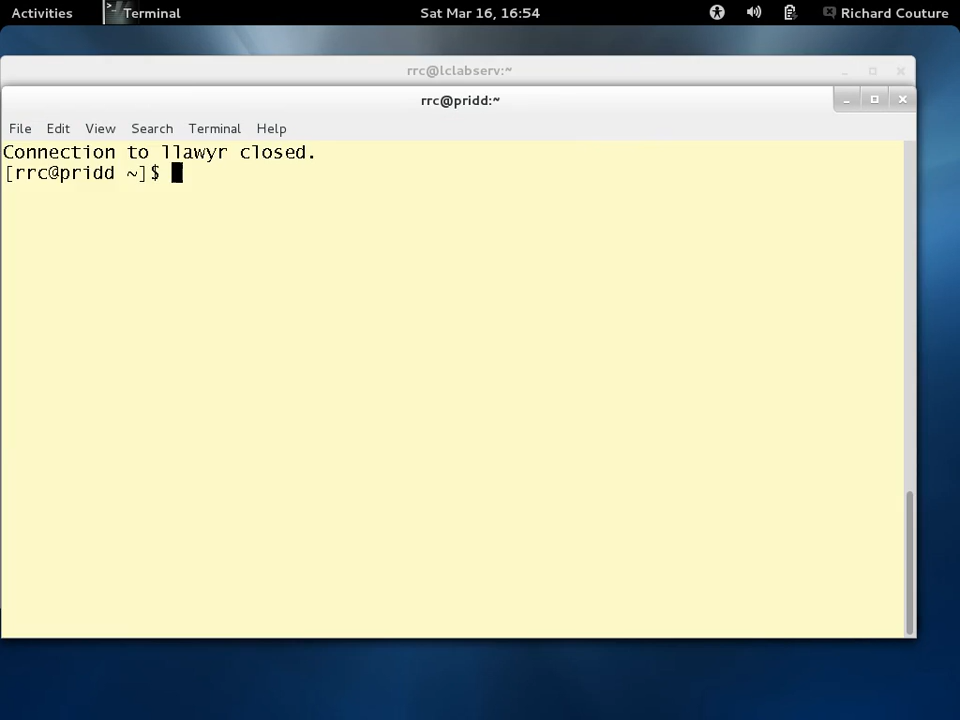 Activities Terminal Sat Mar 16, 16:54 Richard Couture
rrc@lclabserv:~
rrc@pridd:~
File Edit View Search Terminal Help
Connection to llawyr closed.
[rrc@pridd ~]$